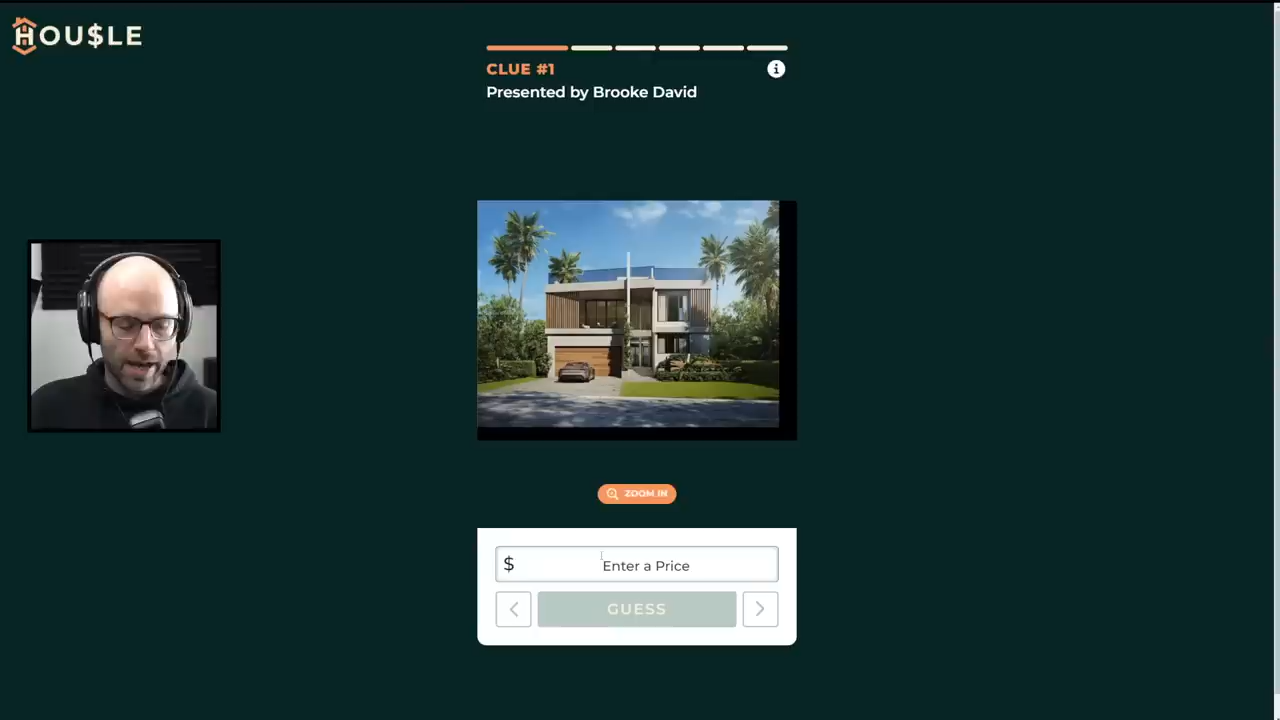 HOU$LE
CLUE #1
Presented by Brooke David
ZOOM IN
$ Enter a Price
GUESS